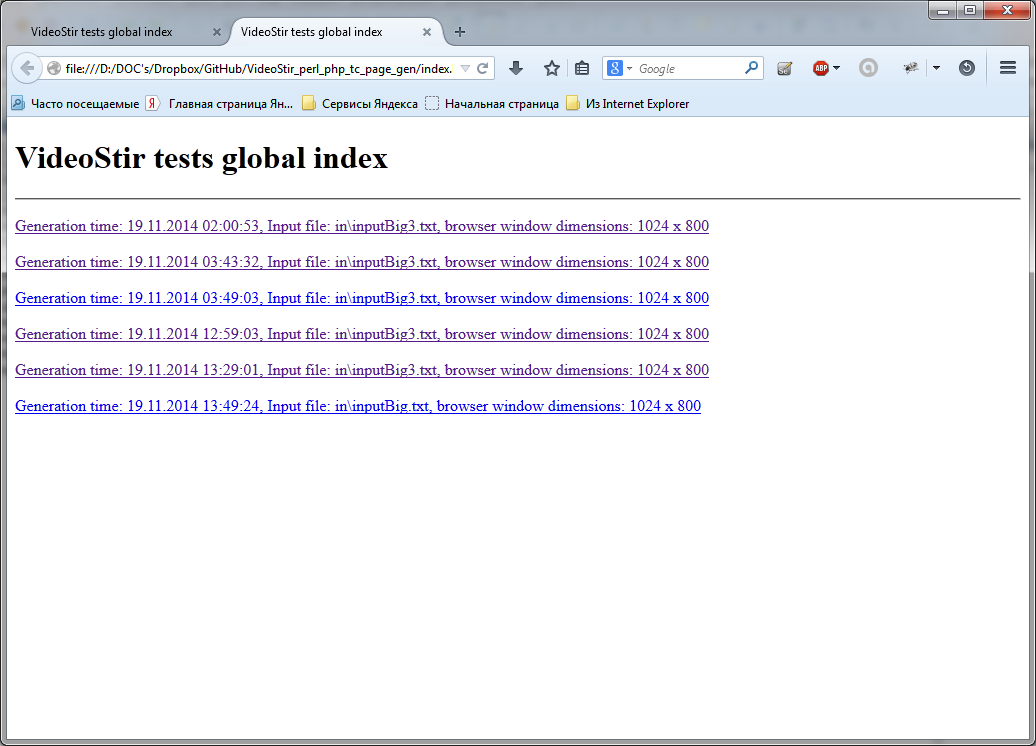 VideoStir tests global index
VideoStir tests global index
file:///D:/DOC's/Dropbox/GitHub/VideoStir_perl_php_tc_page_gen/index.
Google
ABP
Часто посещаемые
Главная страница Ян...
Сервисы Яндекса
Начальная страница
Из Internet Explorer
VideoStir tests global index
Generation time: 19.11.2014 02:00:53, Input file: in\inputBig3.txt, browser window dimensions: 1024 x 800
Generation time: 19.11.2014 03:43:32, Input file: in\inputBig3.txt, browser window dimensions: 1024 x 800
Generation time: 19.11.2014 03:49:03, Input file: in\inputBig3.txt, browser window dimensions: 1024 x 800
Generation time: 19.11.2014 12:59:03, Input file: in\inputBig3.txt, browser window dimensions: 1024 x 800
Generation time: 19.11.2014 13:29:01, Input file: in\inputBig3.txt, browser window dimensions: 1024 x 800
Generation time: 19.11.2014 13:49:24, Input file: in\inputBig.txt, browser window dimensions: 1024 x 800